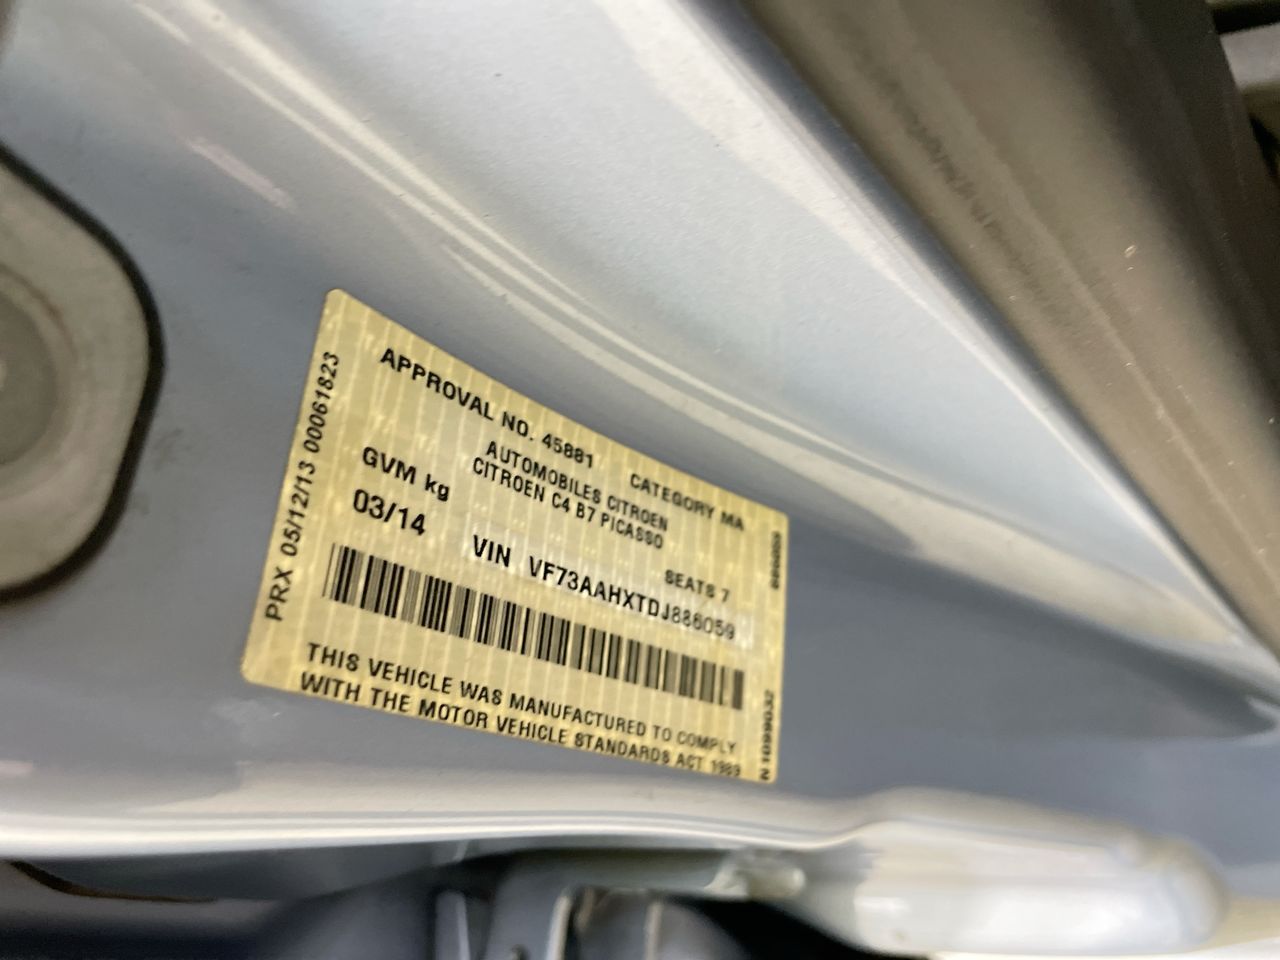 APPROVAL NO. 45881 CATEGORY MA
AUTOMOBILES CITROEN
CITROEN C4 B7 PICASSO
GVM kg
SEATS 7
03/14 VIN VF73AAHXTDJ886059
THIS VEHICLE WAS MANUFACTURED TO COMPLY
WITH THE MOTOR VEHICLE STANDARDS ACT 1989
PRX 05/12/13 00061823
N1099032